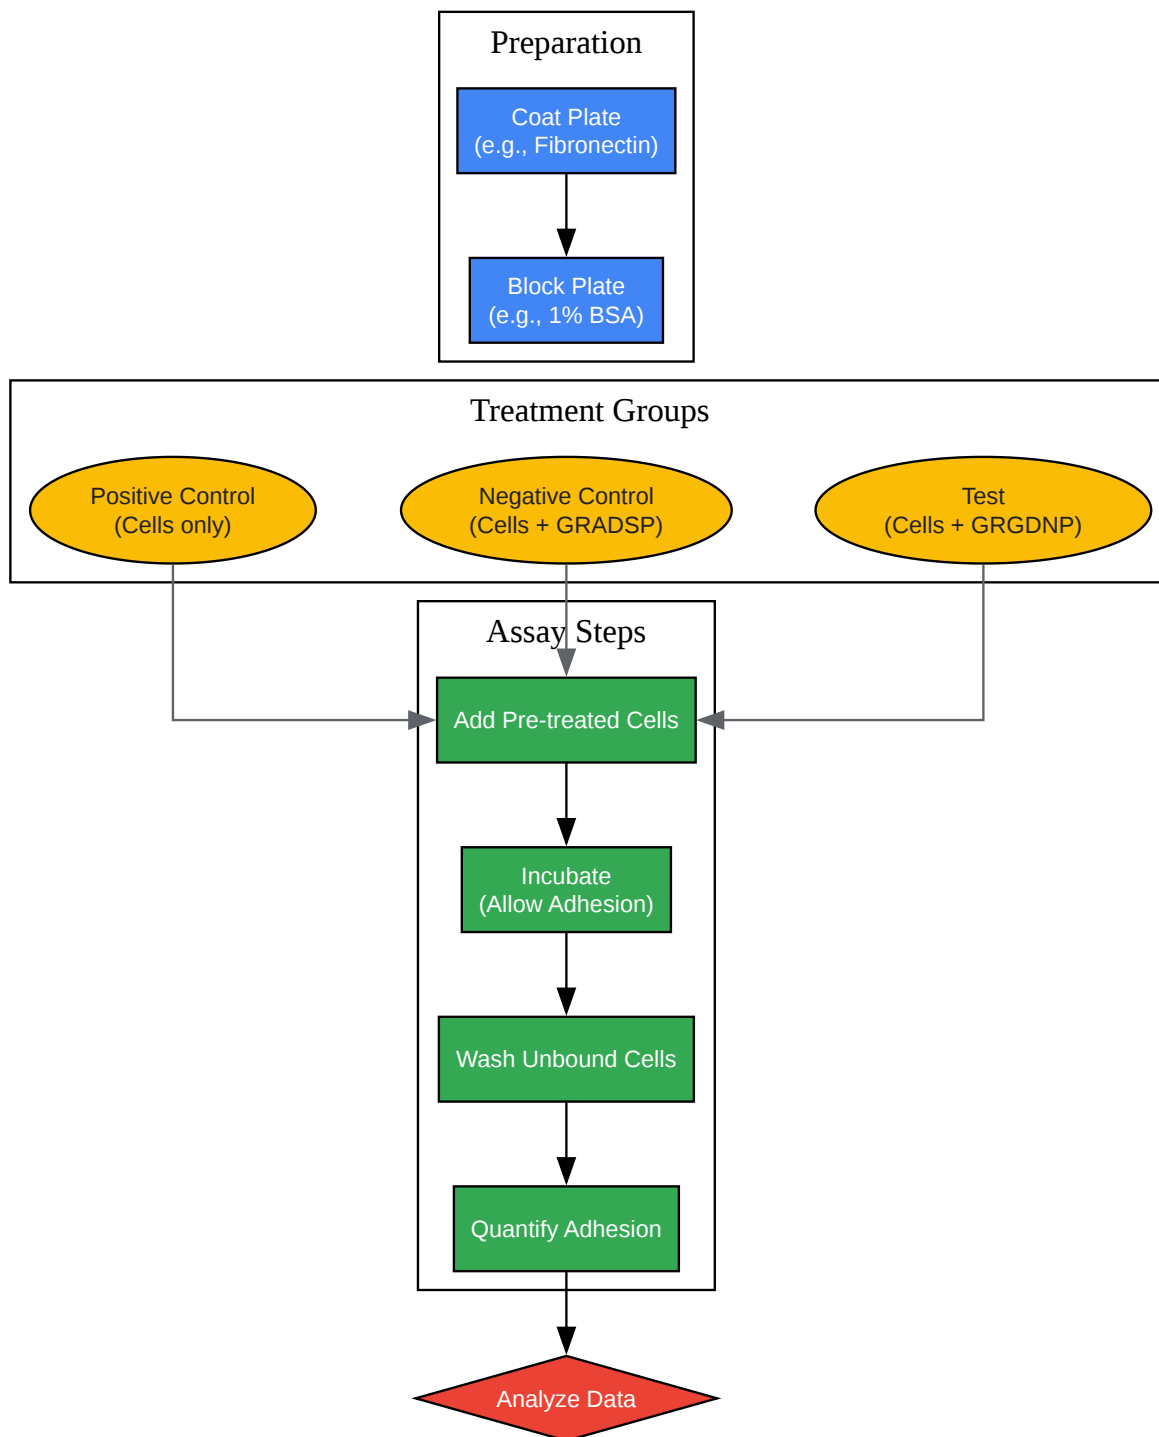 Preparation
Coat Plate
(e.g., Fibronectin)
Block Plate
(e.g., 1% BSA)
Treatment Groups
Positive Control
(Cells only)
Negative Control
(Cells + GRADSP)
Test
(Cells + GRGDNP)
Assay Steps
Add Pre-treated Cells
Incubate
(Allow Adhesion)
Wash Unbound Cells
Quantify Adhesion
Analyze Data